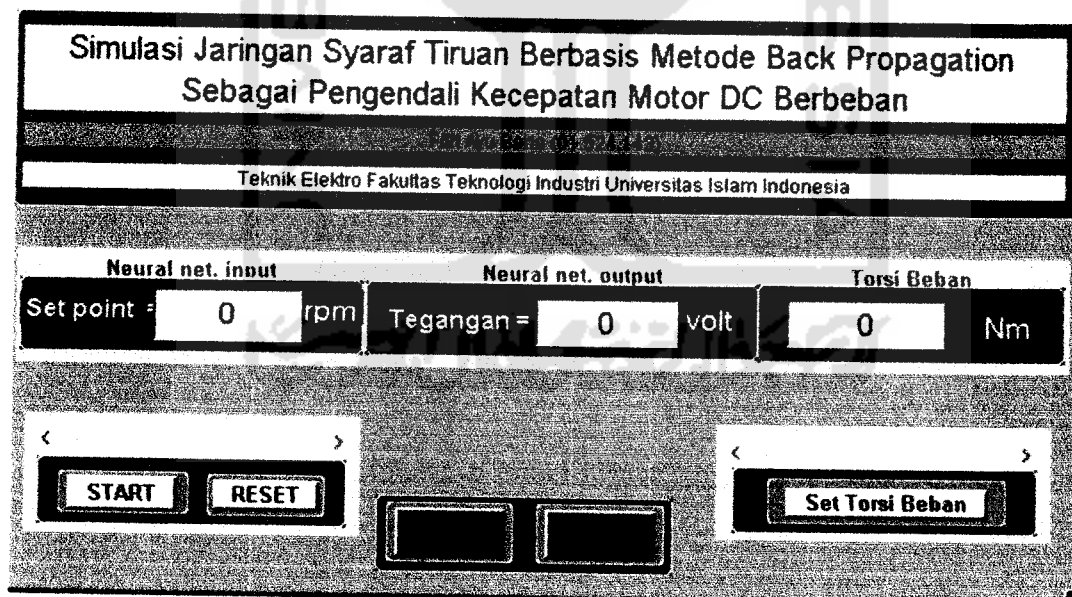 Simulasi Jaringan Syaraf Tiruan Berbasis Metode Back Propagation
Sebagai Pengendali Kecepatan Motor DC Berbeban
Teknik Elektro Fakultas Teknologi Industri Universitas Islam Indonesia
Neural net. input
Neural net. output
Torsi Beban
Set point = 0 rpm
Tegangan = 0 volt
0 Nm
< >
< >
START
RESET
Set Torsi Beban